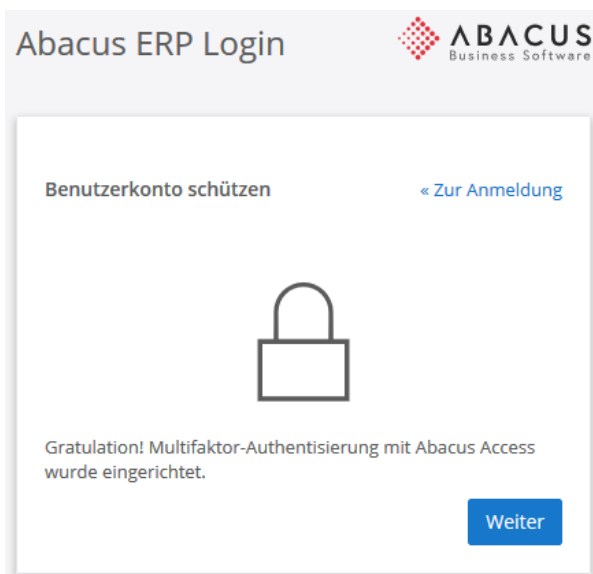 Abacus ERP Login
ABACUS
Business Software
Benutzerkonto schützen
« Zur Anmeldung
Gratulation! Multifaktor-Authentisierung mit Abacus Access
wurde eingerichtet.
Weiter